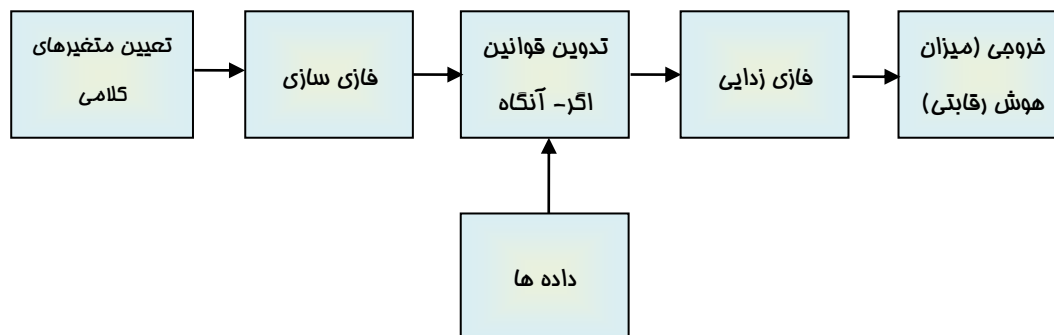 تعیین متغیرهای
کلامی
فازی سازی
تدوین قوانین
اگر- آنگاه
فازی زدایی
خروجی (میزان
هوش رقابتی)
داده ها